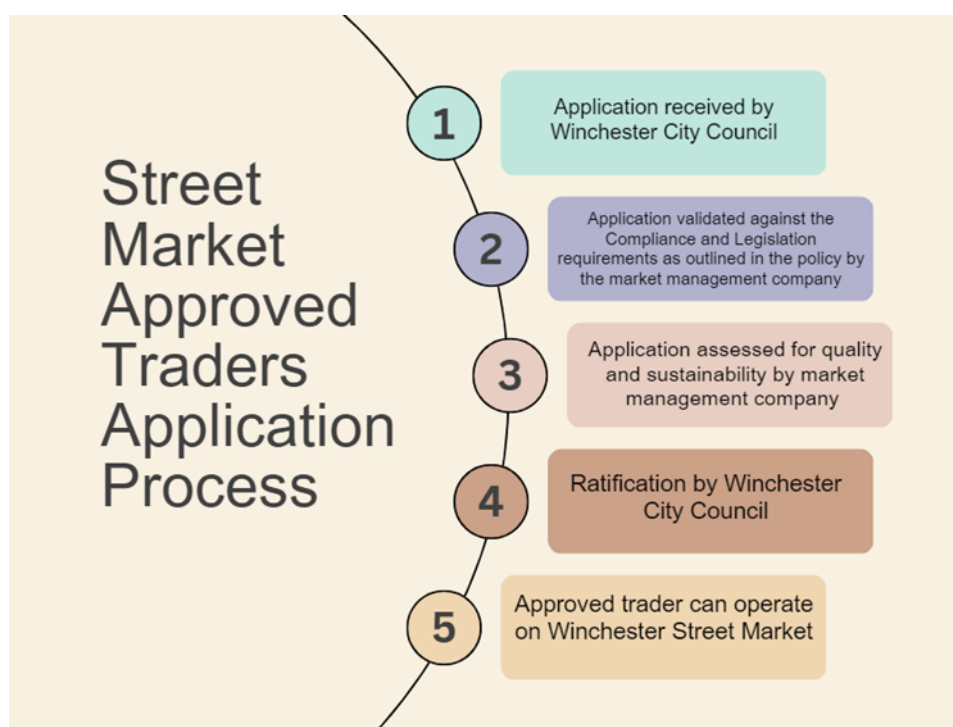 Street
Market
Approved
Traders
Application
Process
1
Application received by
Winchester City Council
2
Application validated against the
Compliance and Legislation
requirements as outlined in the policy by
the market management company
3
Application assessed for quality
and sustainability by market
management company
4
Ratification by Winchester
City Council
5
Approved trader can operate
on Winchester Street Market